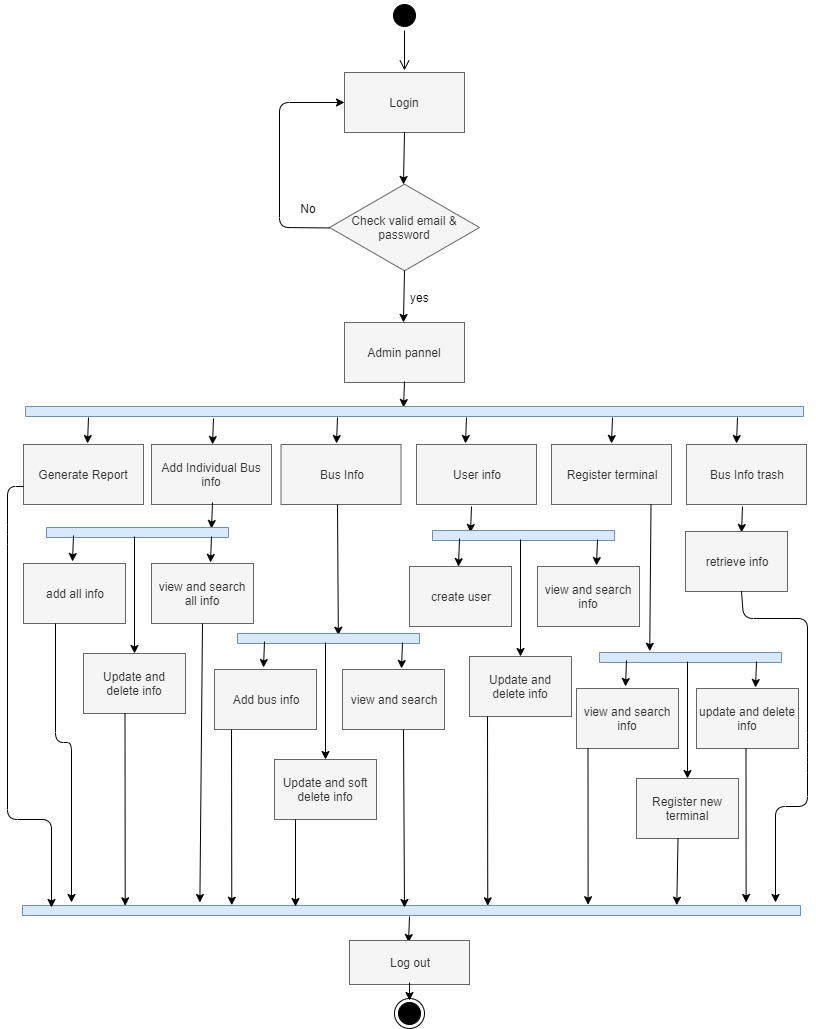 Login
No
Check valid email &
password
yes
Admin pannel
Generate Report
Add Individual Bus
info
Bus Info
User info
Register terminal
Bus Info trash
retrieve info
add all info
view and search
all info
create user
view and search
info
Update and
delete info
Add bus info
view and search
Update and
delete info
view and search
info
update and delete
info
Update and soft
delete info
Register new
terminal
Log out